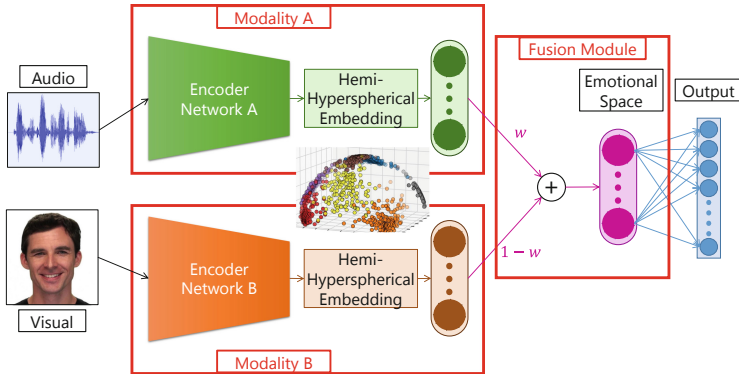 Modality A
Audio
Encoder
Network A
Hemi-
Hyperspherical
Embedding
Fusion Module
Emotional
Space
Output
w
+
1 − w
Visual
Encoder
Network B
Hemi-
Hyperspherical
Embedding
Modality B